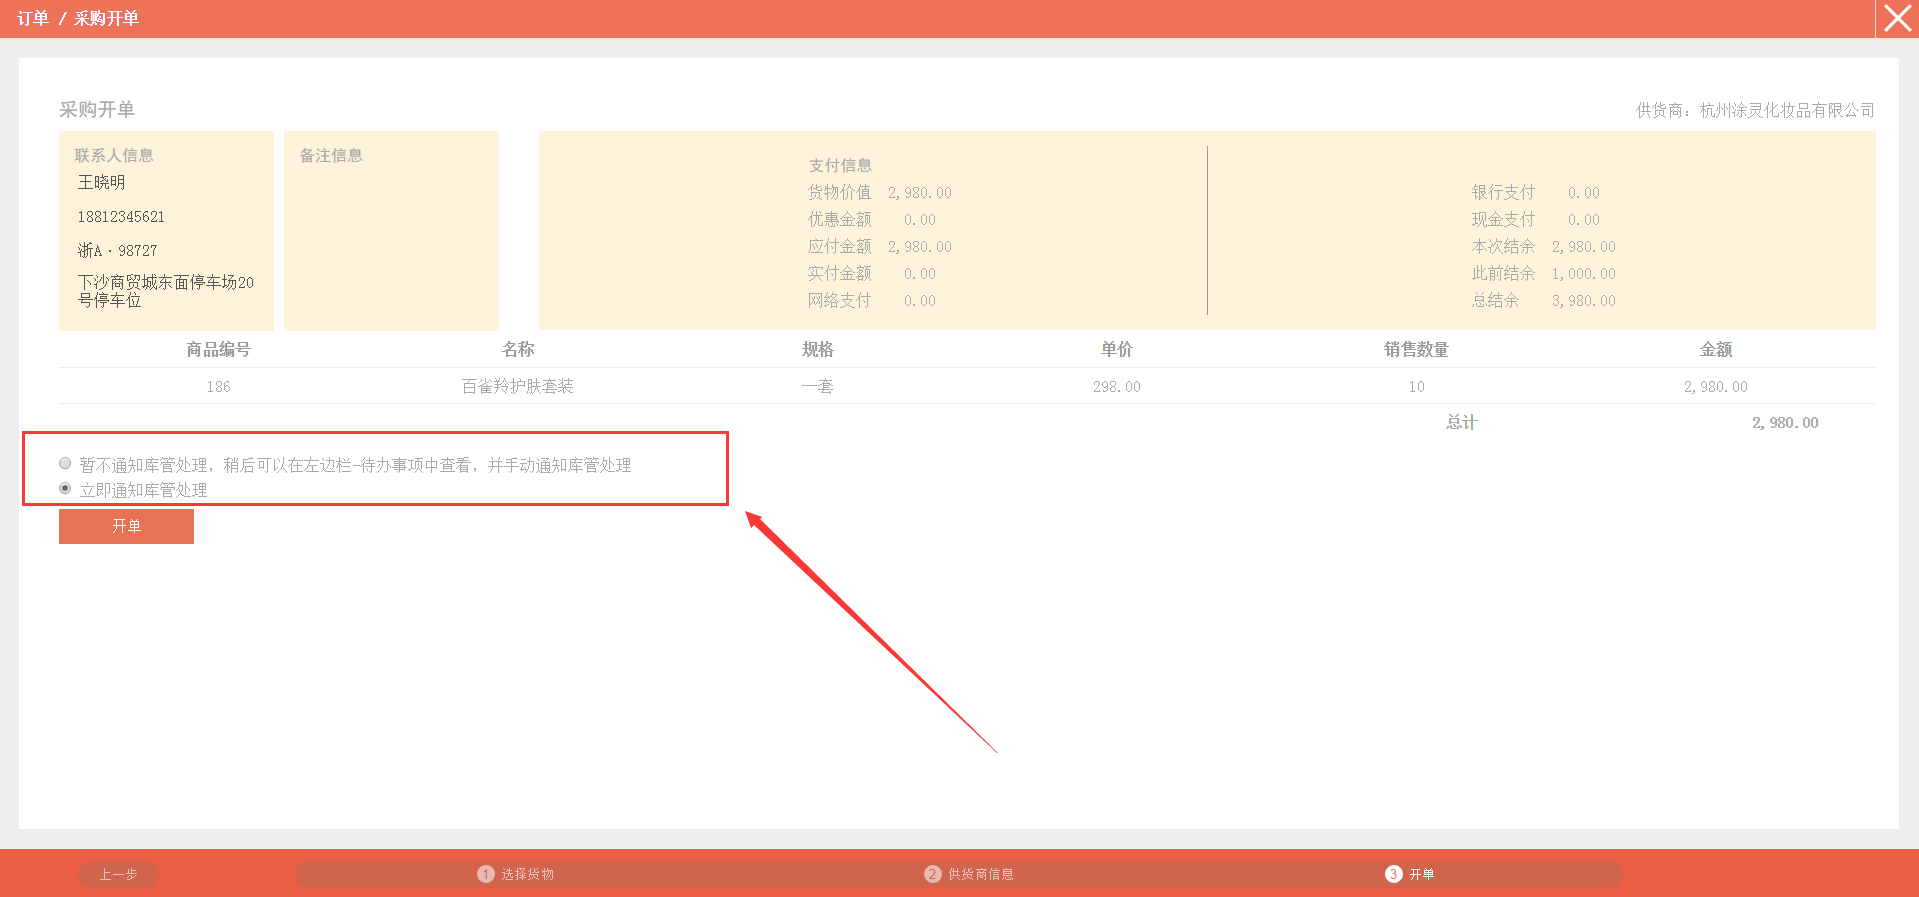 订单 / 采购开单
采购开单
供货商: 杭州涂灵化妆品有限公司
联系人信息
王晓明
18812345621
浙A·98727
下沙商贸城东面停车场20
号停车位
备注信息
支付信息
货物价值 2,980.00
优惠金额 0.00
应付金额 2,980.00
实付金额 0.00
网络支付 0.00
银行支付 0.00
现金支付 0.00
本次结余 2,980.00
此前结余 1,000.00
总结余 3,980.00
商品编号 名称 规格 单价 销售数量 金额
186 百雀羚护肤套装 一套 298.00 10 2,980.00
总计 2,980.00
暂不通知库管处理，稍后可以在左边栏-待办事项中查看，并手动通知库管处理
立即通知库管处理
开单
上一步 1 选择货物 2 供货商信息 3 开单